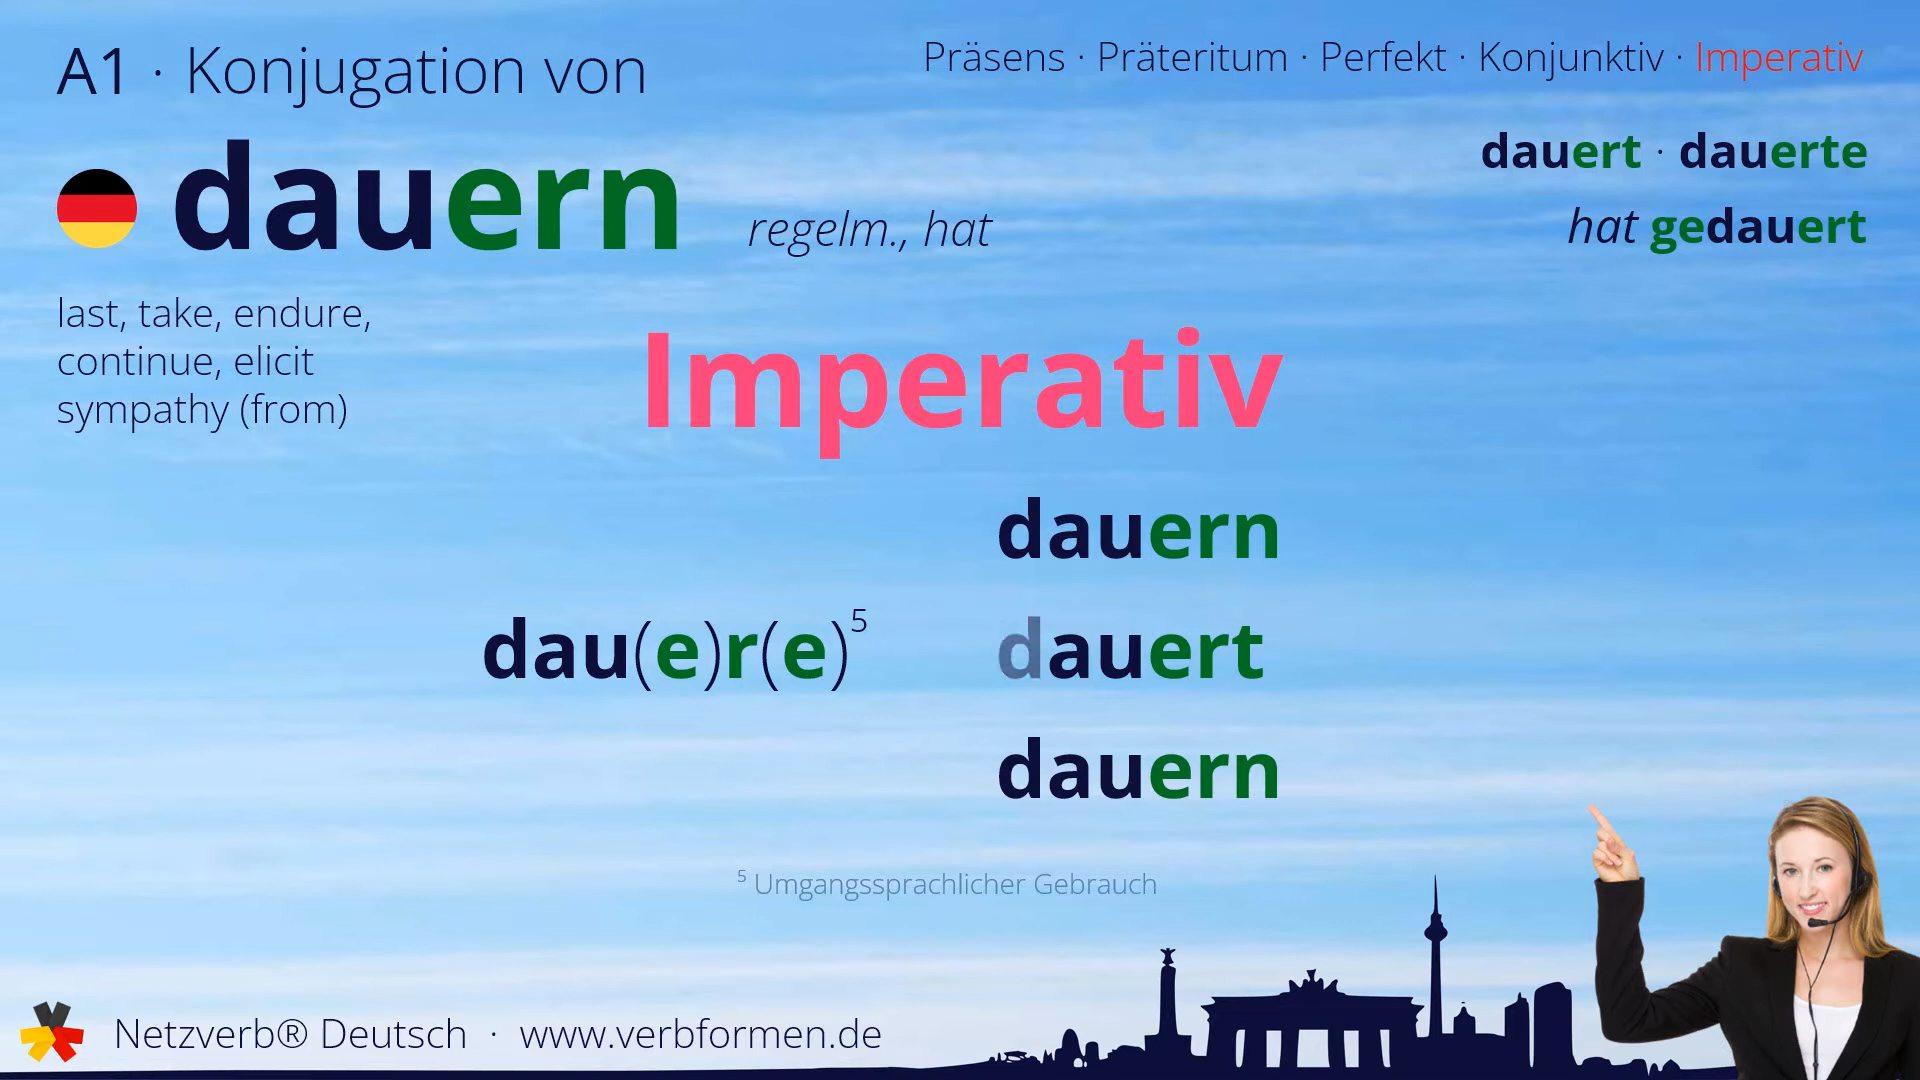 A1 · Konjugation von
Präsens · Präteritum · Perfekt · Konjunktiv · Imperativ
dauern regelm., hat
dauert · dauerte
hat gedauert
last, take, endure,
continue, elicit
sympathy (from)
Imperativ
dauern
dau(e)r(e)⁵ dauert
dauern
⁵ Umgangssprachlicher Gebrauch
Netzverb® Deutsch · www.verbformen.de